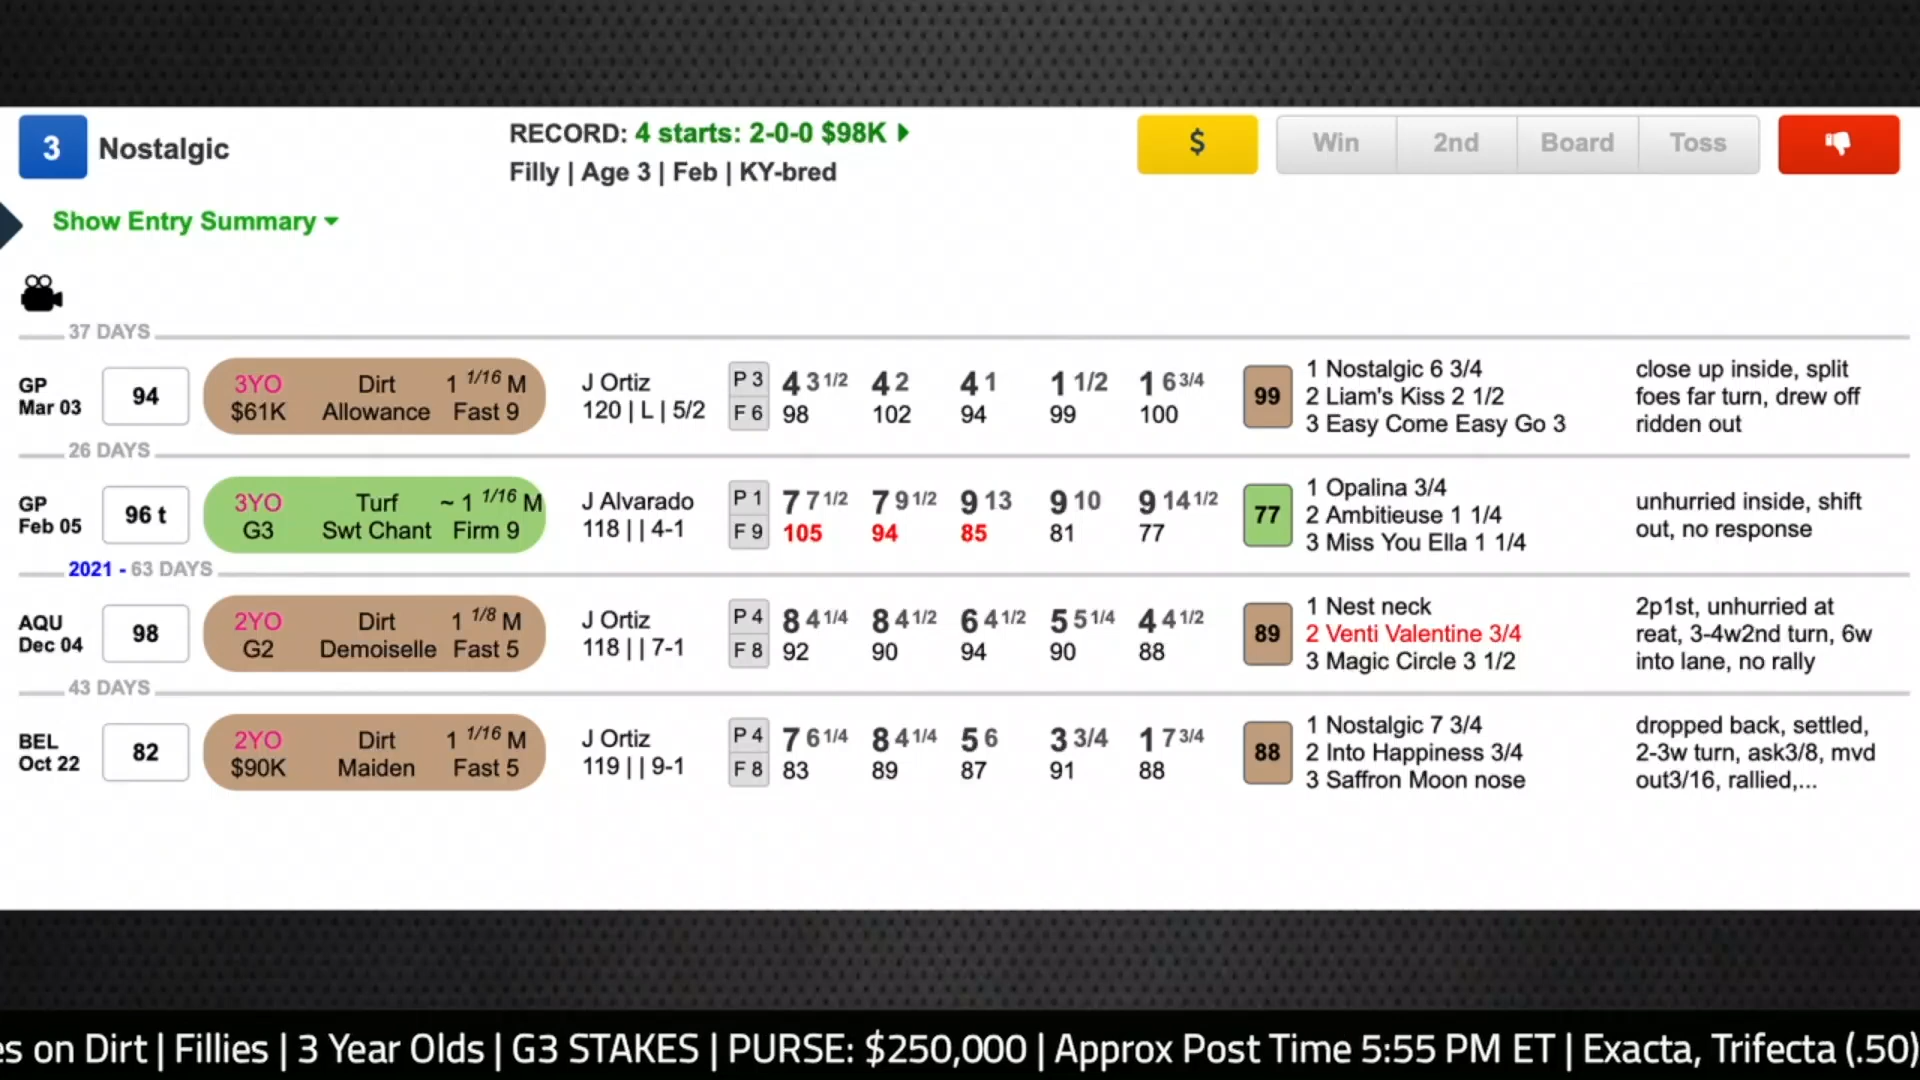 3 Nostalgic
RECORD: 4 starts: 2-0-0 $98K
Filly | Age 3 | Feb | KY-bred
$ Win 2nd Board Toss
Show Entry Summary
37 DAYS
GP
Mar 03
94
3YO Dirt 1 1/16 M
$61K Allowance Fast 9
J Ortiz
120 | L | 5/2
P 3
F 6
4 3 1/2 4 2 4 1 1 1/2 1 6 3/4
98 102 94 99 100
99
1 Nostalgic 6 3/4
2 Liam's Kiss 2 1/2
3 Easy Come Easy Go 3
close up inside, split
foes far turn, drew off
ridden out
26 DAYS
GP
Feb 05
96 t
3YO Turf ~ 1 1/16 M
G3 Swt Chant Firm 9
J Alvarado
118 | | 4-1
P 1
F 9
7 7 1/2 7 9 1/2 9 13 9 10 9 14 1/2
105 94 85 81 77
77
1 Opalina 3/4
2 Ambitieuse 1 1/4
3 Miss You Ella 1 1/4
unhurried inside, shift
out, no response
2021 - 63 DAYS
AQU
Dec 04
98
2YO Dirt 1 1/8 M
G2 Demoiselle Fast 5
J Ortiz
118 | | 7-1
P 4
F 8
8 4 1/4 8 4 1/2 6 4 1/2 5 5 1/4 4 4 1/2
92 90 94 90 88
89
1 Nest neck
2 Venti Valentine 3/4
3 Magic Circle 3 1/2
2p1st, unhurried at
reat, 3-4w2nd turn, 6w
into lane, no rally
43 DAYS
BEL
Oct 22
82
2YO Dirt 1 1/16 M
$90K Maiden Fast 5
J Ortiz
119 | | 9-1
P 4
F 8
7 6 1/4 8 4 1/4 5 6 3 3/4 1 7 3/4
83 89 87 91 88
88
1 Nostalgic 7 3/4
2 Into Happiness 3/4
3 Saffron Moon nose
dropped back, settled,
2-3w turn, ask3/8, mvd
out3/16, rallied,...
es on Dirt | Fillies | 3 Year Olds | G3 STAKES | PURSE: $250,000 | Approx Post Time 5:55 PM ET | Exacta, Trifecta (.50)